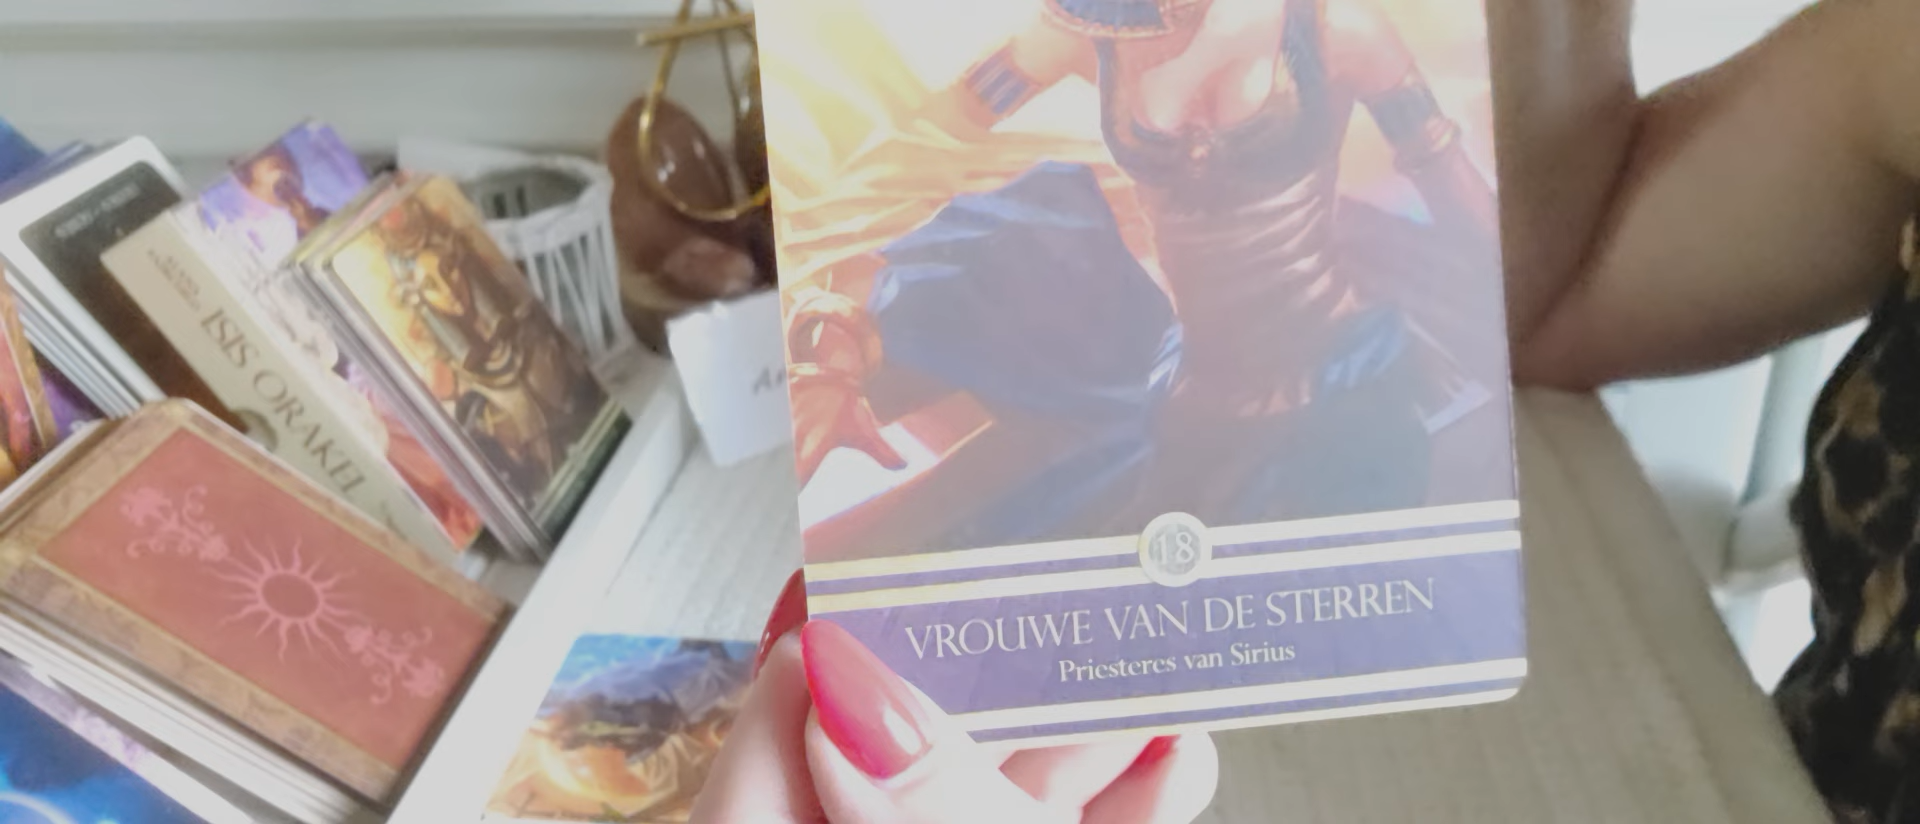 ISIS ORAKEL
18
VROUWE VAN DE STERREN
Priesteres van Sirius